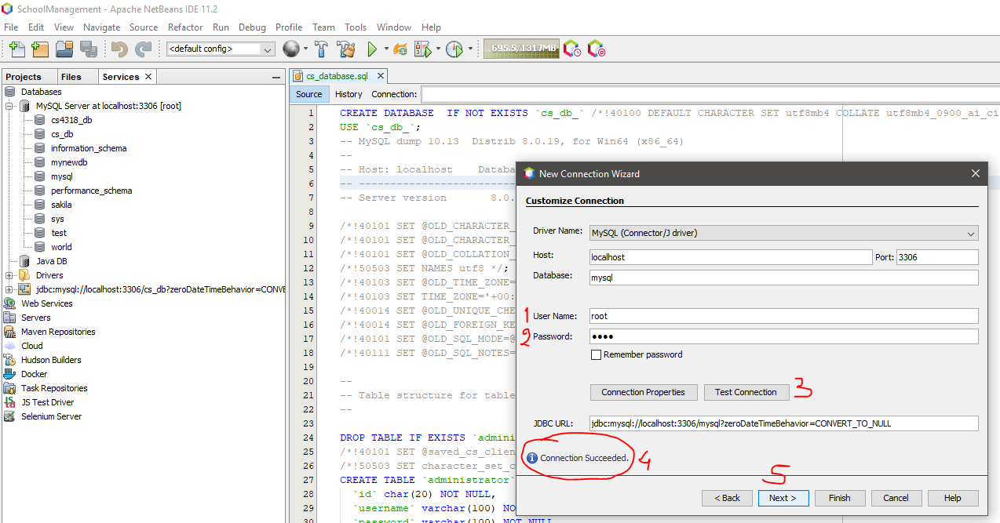 SchoolManagement - Apache NetBeans IDE 11.2
File Edit View Navigate Source Refactor Run Debug Profile Team Tools Window Help
<default config>
695.5/1317MB
Projects Files Services
Databases
MySQL Server at localhost:3306 [root]
cs4318_db
cs_db
information_schema
mynewdb
mysql
performance_schema
sakila
sys
test
world
Java DB
Drivers
jdbc:mysql://localhost:3306/cs_db?zeroDateTimeBehavior=CONVE
Web Services
Servers
Maven Repositories
Cloud
Hudson Builders
Docker
Task Repositories
JS Test Driver
Selenium Server
cs_database.sql
Source History Connection:
1 CREATE DATABASE  IF NOT EXISTS `cs_db_` /*!40100 DEFAULT CHARACTER SET utf8mb4 COLLATE utf8mb4_0900_ai_ci
2 USE `cs_db_`;
3 -- MySQL dump 10.13  Distrib 8.0.19, for Win64 (x86_64)
4 --
5 -- Host: localhost    Databa
6 -- ------------------------
7 -- Server version       8.0.
8
9 /*!40101 SET @OLD_CHARACTER_
10 /*!40101 SET @OLD_CHARACTER_
11 /*!40101 SET @OLD_COLLATION_
12 /*!50503 SET NAMES utf8 */;
13 /*!40103 SET @OLD_TIME_ZONE=
14 /*!40103 SET TIME_ZONE='+00:
15 /*!40014 SET @OLD_UNIQUE_CHE
16 /*!40014 SET @OLD_FOREIGN_KE
17 /*!40101 SET @OLD_SQL_MODE=@
18 /*!40111 SET @OLD_SQL_NOTES=
19
20 --
21 -- Table structure for table
22 --
23
24 DROP TABLE IF EXISTS `admini
25 /*!40101 SET @saved_cs_clien
26 /*!50503 SET character_set_c
27 CREATE TABLE `administrator`
28 `id` char(20) NOT NULL,
29 `username` varchar(100) NO
30 `password` varchar(100) NOT NULL
New Connection Wizard
Customize Connection
Driver Name: MySQL (Connector/J driver)
Host: localhost Port: 3306
Database: mysql
1 User Name: root
2 Password: ●●●●
Remember password
Connection Properties Test Connection 3
JDBC URL: jdbc:mysql://localhost:3306/mysql?zeroDateTimeBehavior=CONVERT_TO_NULL
Connection Succeeded. 4
5
< Back Next > Finish Cancel Help